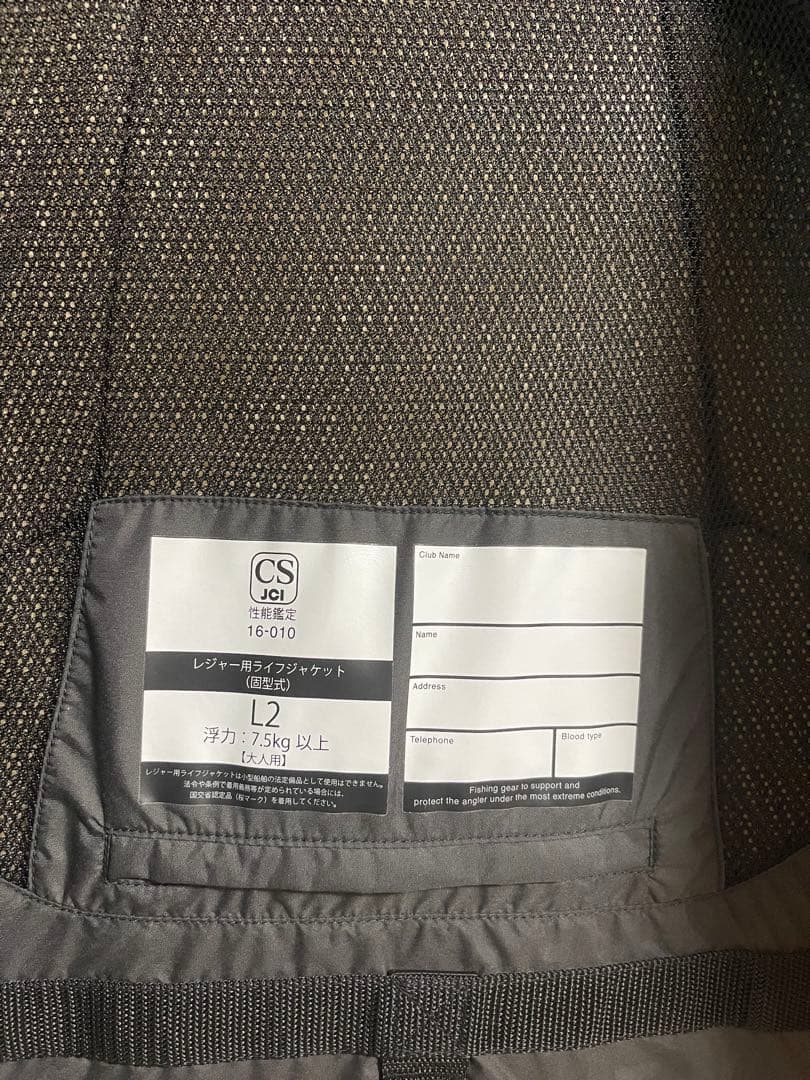 CS
JCI
性能鑑定
16-010
レジャー用ライフジャケット
(固型式)
L2
浮力：7.5kg 以上
【大人用】
レジャー用ライフジャケットは小型船舶の法定備品として使用はできません。
法令や条例で着用義務等が定められている場合には、
国交省認定品（桜マーク）を着用してください。
Club Name
Name
Address
Telephone
Blood type
Fishing gear to support and
protect the angler under the most extreme conditions.